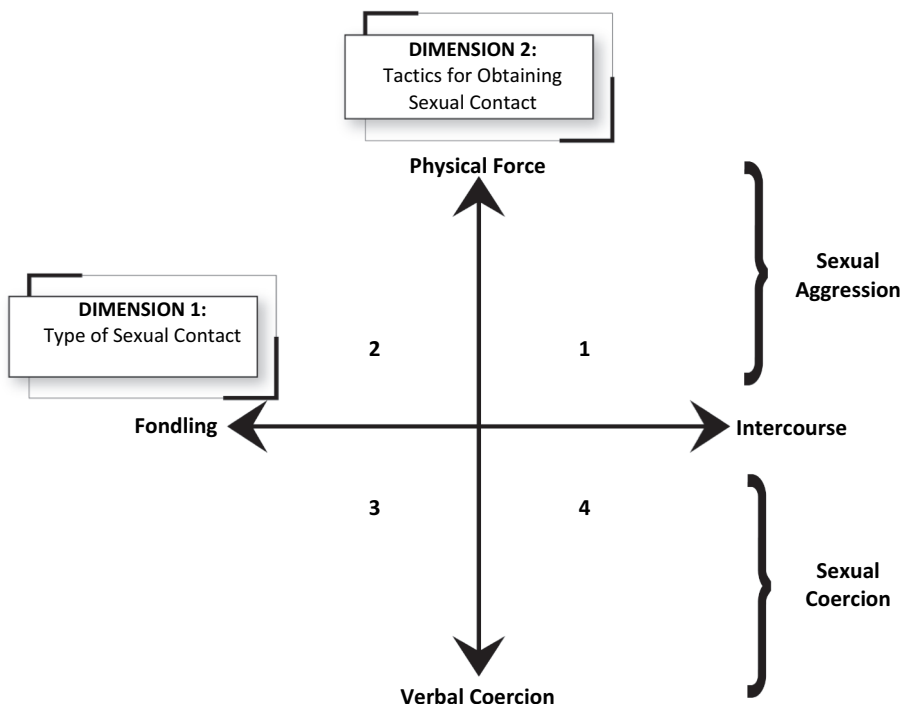 DIMENSION 2:
Tactics for Obtaining
Sexual Contact
Physical Force
Sexual
Aggression
DIMENSION 1:
Type of Sexual Contact
2
1
Fondling
Intercourse
3
4
Sexual
Coercion
Verbal Coercion